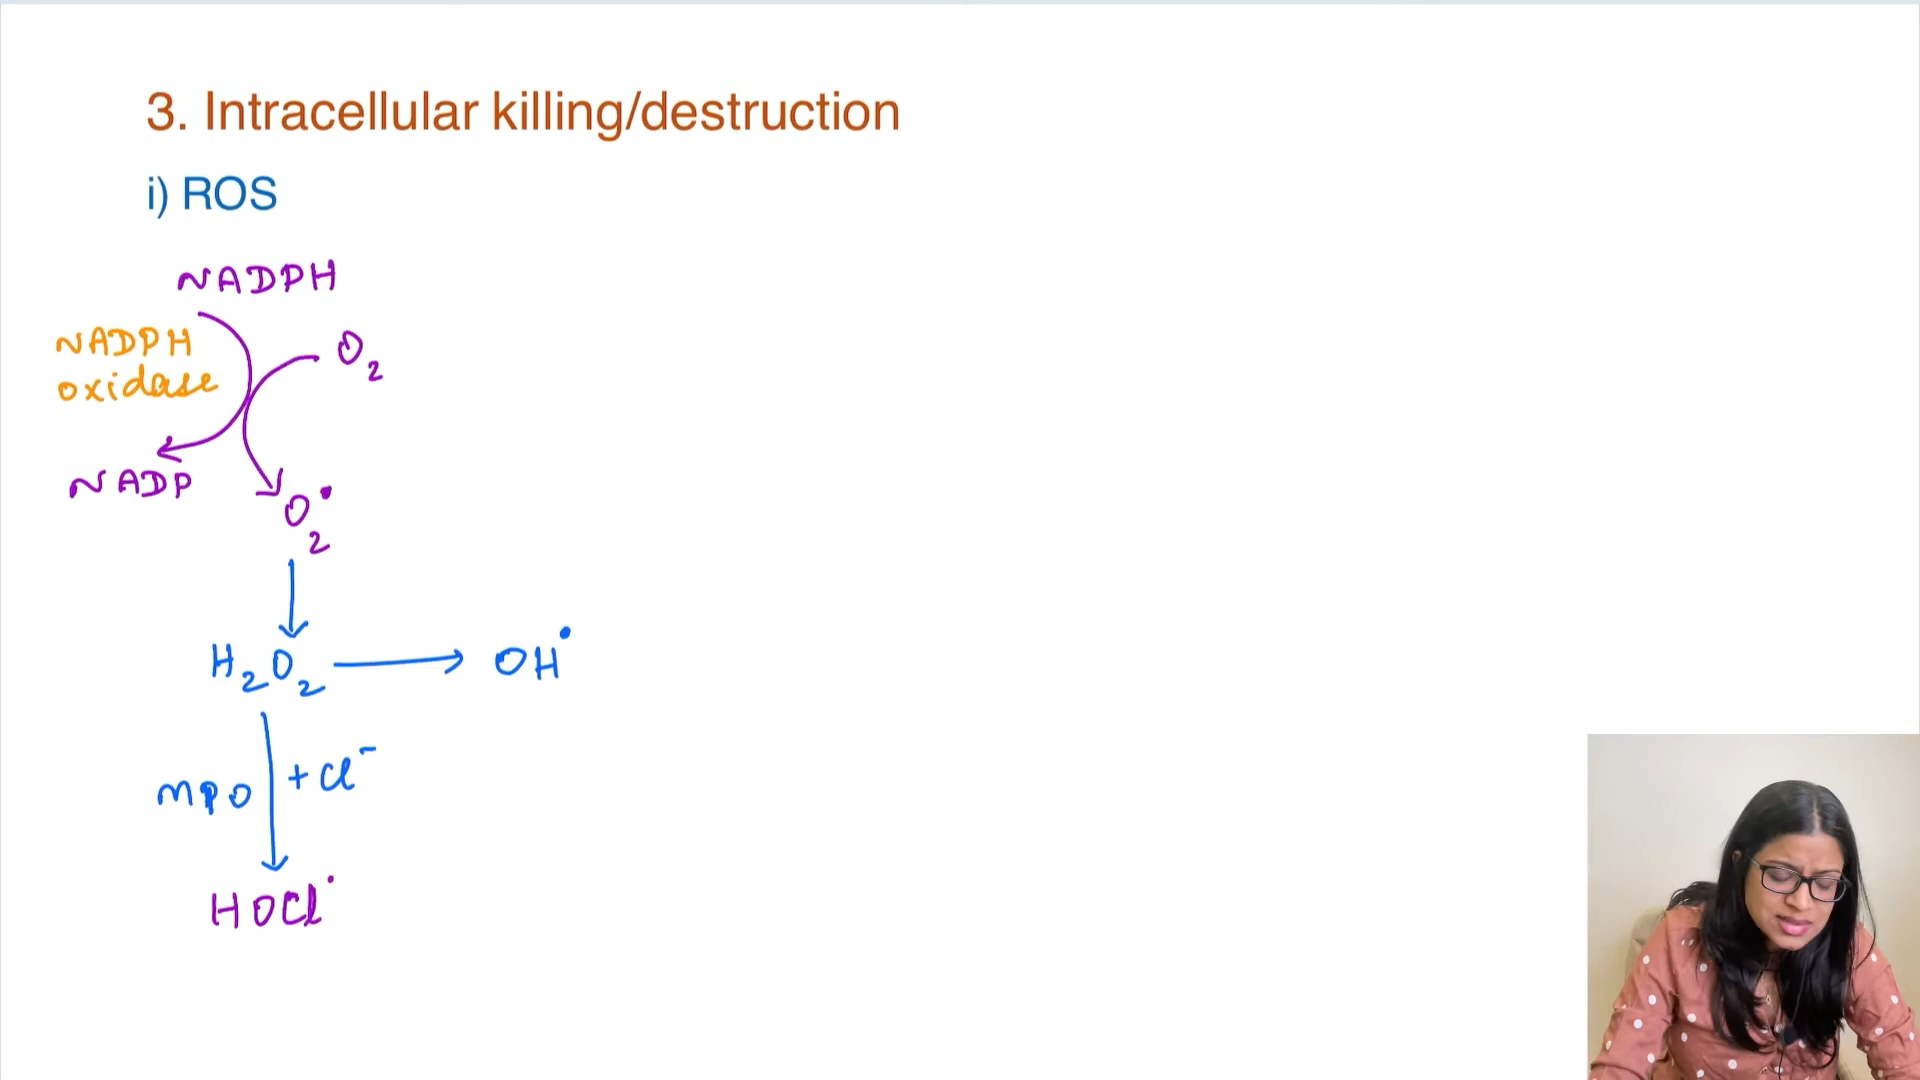 3. Intracellular killing/destruction
i) ROS
NADPH
NADPH
oxidase
O₂
NADP
O₂•
H₂O₂ → OH•
MPO + Cl⁻
HOCl•